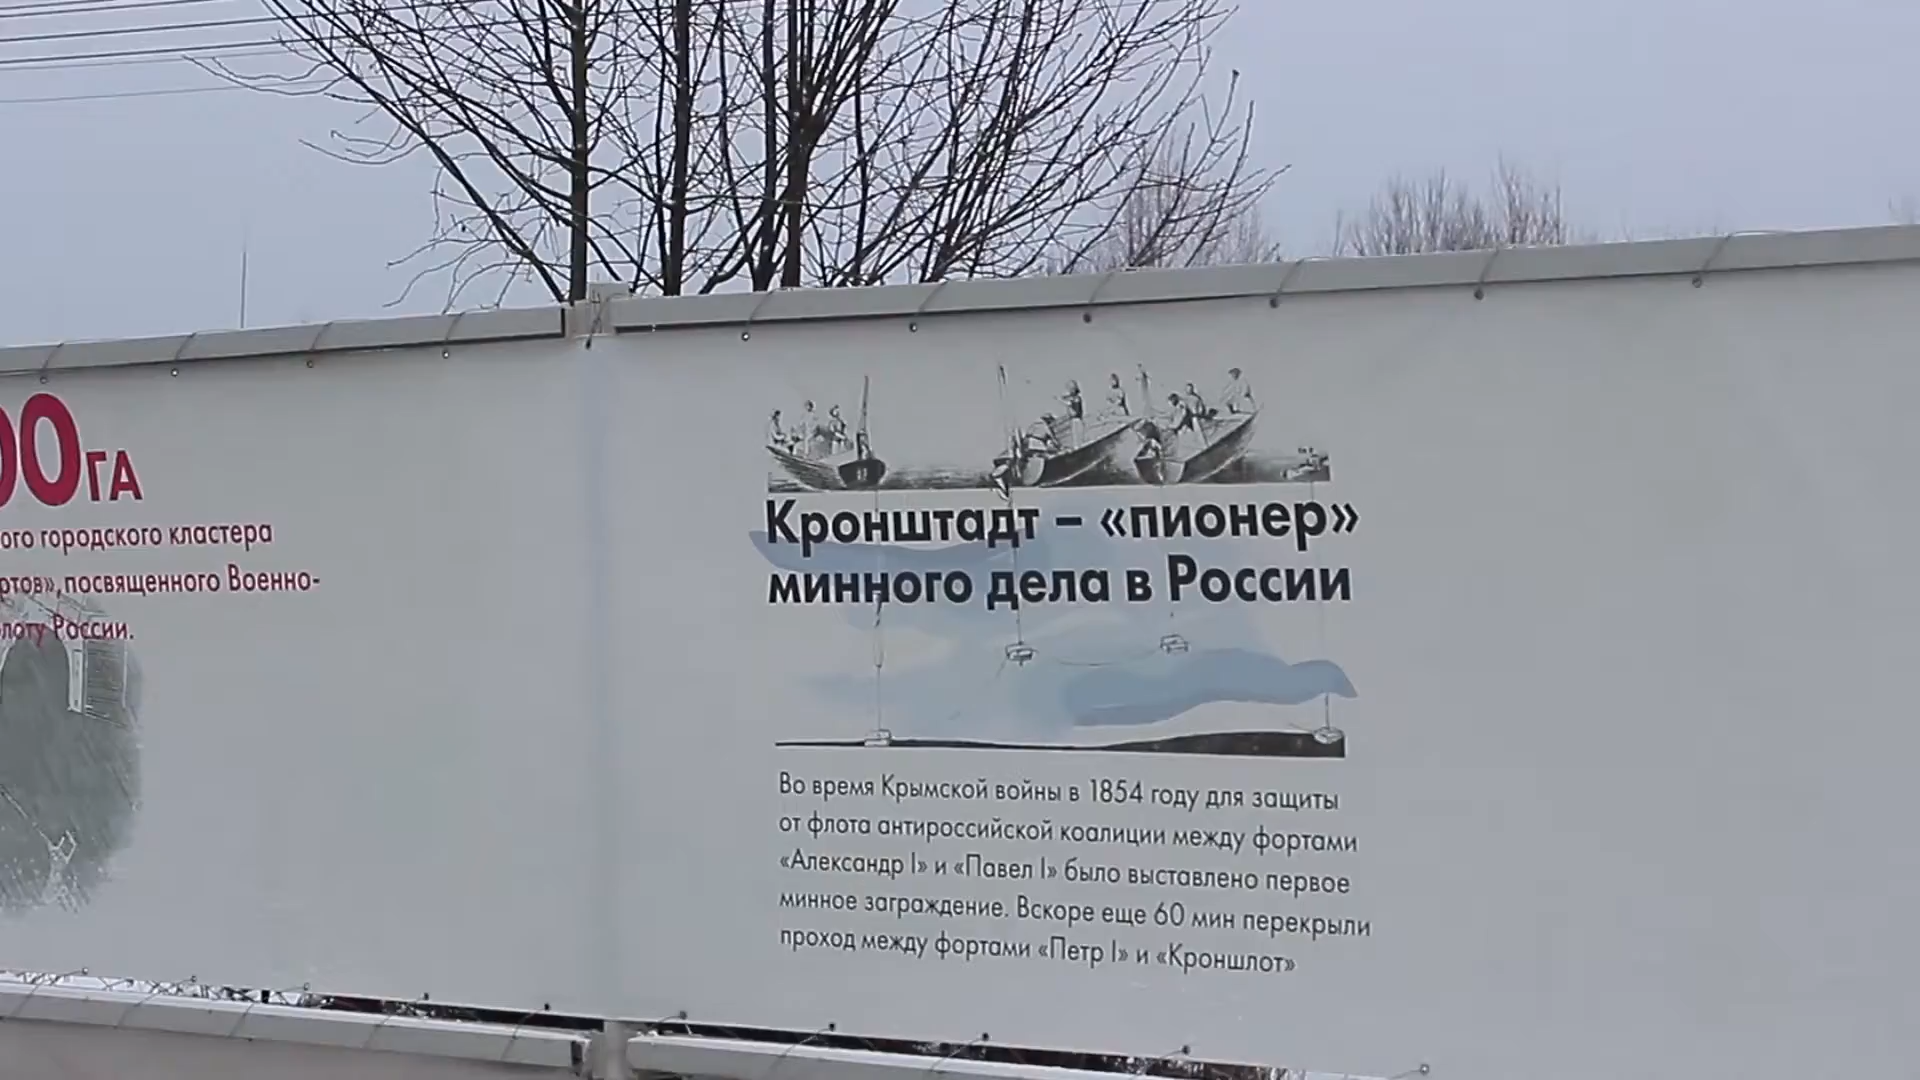 00ГА
ого городского кластера
ртов», посвященного Военно-
лоту России.
Кронштадт – «пионер»
минного дела в России
Во время Крымской войны в 1854 году для защиты
от флота антироссийской коалиции между фортами
«Александр I» и «Павел I» было выставлено первое
минное заграждение. Вскоре еще 60 мин перекрыли
проход между фортами «Петр I» и «Кроншлот»